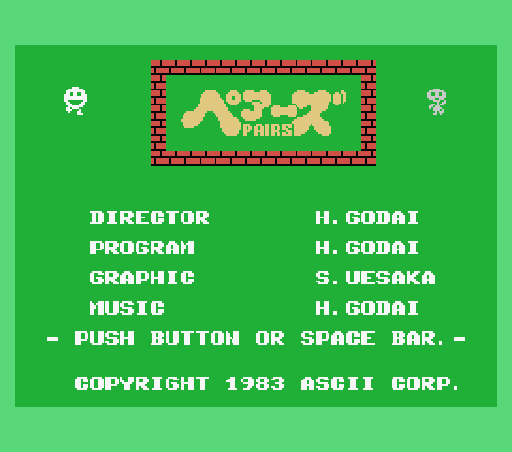 ペアーズ
PAIRS
DIRECTOR H.GODAI
PROGRAM H.GODAI
GRAPHIC S.UESAKA
MUSIC H.GODAI
- PUSH BUTTON OR SPACE BAR.-
COPYRIGHT 1983 ASCII CORP.